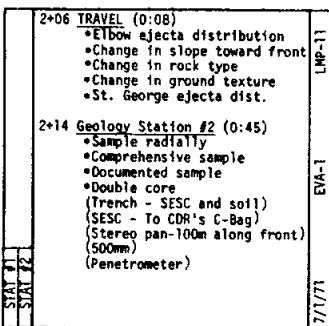 2+06 TRAVEL (0:08)
•Elbow ejecta distribution
•Change in slope toward front
•Change in rock type
•Change in ground texture
•St. George ejecta dist.
2+14 Geology Station #2 (0:45)
•Sample radially
•Comprehensive sample
•Documented sample
•Double core
(Trench - SESC and soil)
(SESC - To CDR's C-Bag)
(Stereo pan-100m along front)
(500mm)
(Penetrometer)
STAT #1
STAT #2
LMP-11
EVA-1
7/1/71